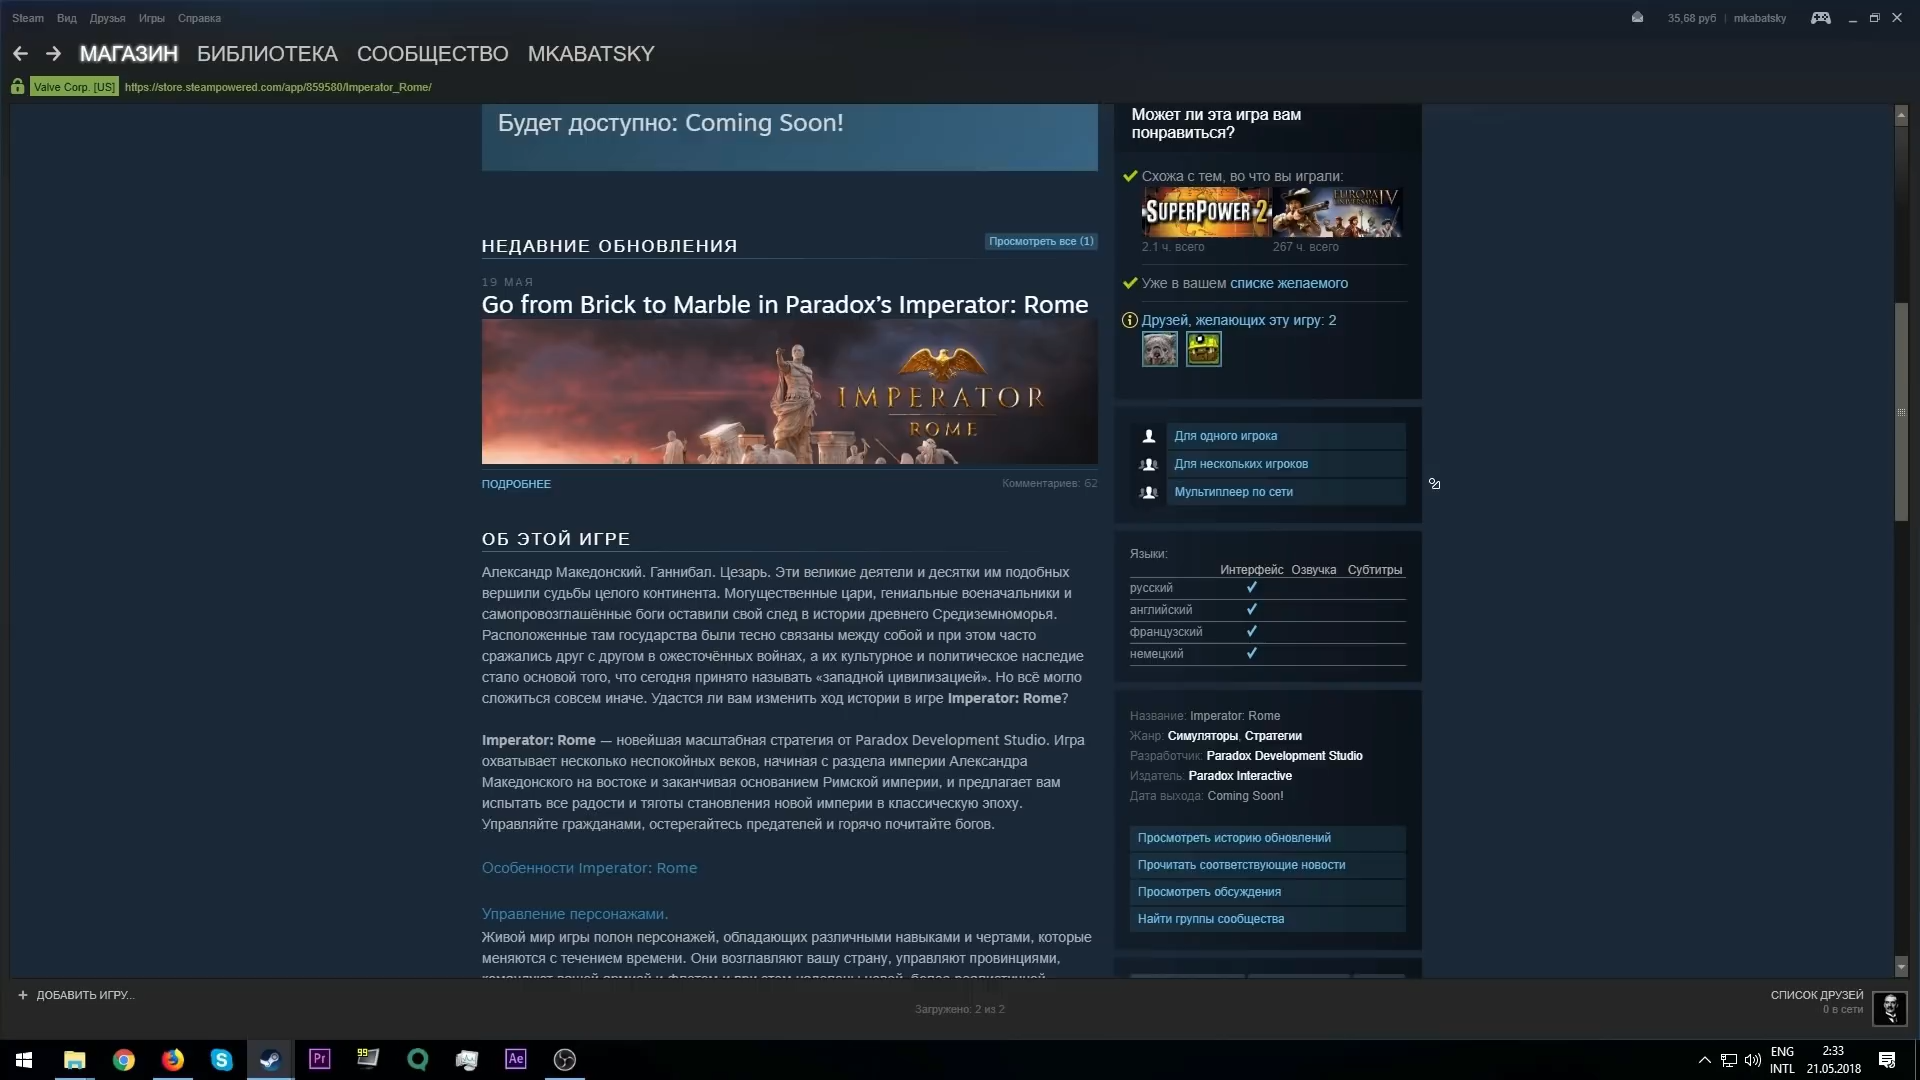 Steam Вид Друзья Игры Справка
35,68 руб | mkabatsky
МАГАЗИН БИБЛИОТЕКА СООБЩЕСТВО MKABATSKY
Valve Corp. [US] https://store.steampowered.com/app/859580/Imperator_Rome/
Будет доступно: Coming Soon!
НЕДАВНИЕ ОБНОВЛЕНИЯ
Просмотреть все (1)
19 МАЯ
Go from Brick to Marble in Paradox’s Imperator: Rome
IMPERATOR
ROME
ПОДРОБНЕЕ
Комментариев: 62
ОБ ЭТОЙ ИГРЕ
Александр Македонский. Ганнибал. Цезарь. Эти великие деятели и десятки им подобных
вершили судьбы целого континента. Могущественные цари, гениальные военачальники и
самопровозглашённые боги оставили свой след в истории древнего Средиземноморья.
Расположенные там государства были тесно связаны между собой и при этом часто
сражались друг с другом в ожесточённых войнах, а их культурное и политическое наследие
стало основой того, что сегодня принято называть «западной цивилизацией». Но всё могло
сложиться совсем иначе. Удастся ли вам изменить ход истории в игре Imperator: Rome?
Imperator: Rome — новейшая масштабная стратегия от Paradox Development Studio. Игра
охватывает несколько неспокойных веков, начиная с раздела империи Александра
Македонского на востоке и заканчивая основанием Римской империи, и предлагает вам
испытать все радости и тяготы становления новой империи в классическую эпоху.
Управляйте гражданами, остерегайтесь предателей и горячо почитайте богов.
Особенности Imperator: Rome
Управление персонажами.
Живой мир игры полон персонажей, обладающих различными навыками и чертами, которые
меняются с течением времени. Они возглавляют вашу страну, управляют провинциями,
Может ли эта игра вам
понравиться?
Схожа с тем, во что вы играли:
SUPERPOWER 2
EUROPA
UNIVERSALIS IV
2.1 ч. всего 267 ч. всего
Уже в вашем списке желаемого
Друзей, желающих эту игру: 2
Для одного игрока
Для нескольких игроков
Мультиплеер по сети
Языки:
Интерфейс Озвучка Субтитры
русский ✓
английский ✓
французский ✓
немецкий ✓
Название: Imperator: Rome
Жанр: Симуляторы, Стратегии
Разработчик: Paradox Development Studio
Издатель: Paradox Interactive
Дата выхода: Coming Soon!
Просмотреть историю обновлений
Прочитать соответствующие новости
Просмотреть обсуждения
Найти группы сообщества
+ ДОБАВИТЬ ИГРУ...
Загружено: 2 из 2
СПИСОК ДРУЗЕЙ
0 в сети
Pr
99
Ae
ENG
INTL
2:33
21.05.2018